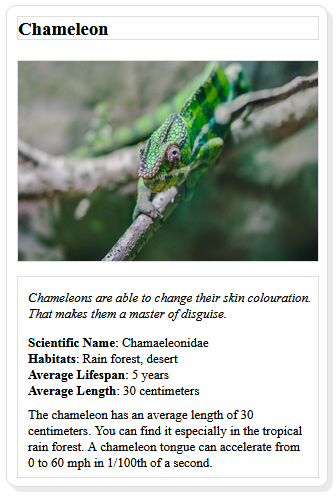 Chameleon
Chameleons are able to change their skin colouration.
That makes them a master of disguise.
Scientific Name: Chamaeleonidae
Habitats: Rain forest, desert
Average Lifespan: 5 years
Average Length: 30 centimeters
The chameleon has an average length of 30
centimeters. You can find it especially in the tropical
rain forest. A chameleon tongue can accelerate from
0 to 60 mph in 1/100th of a second.